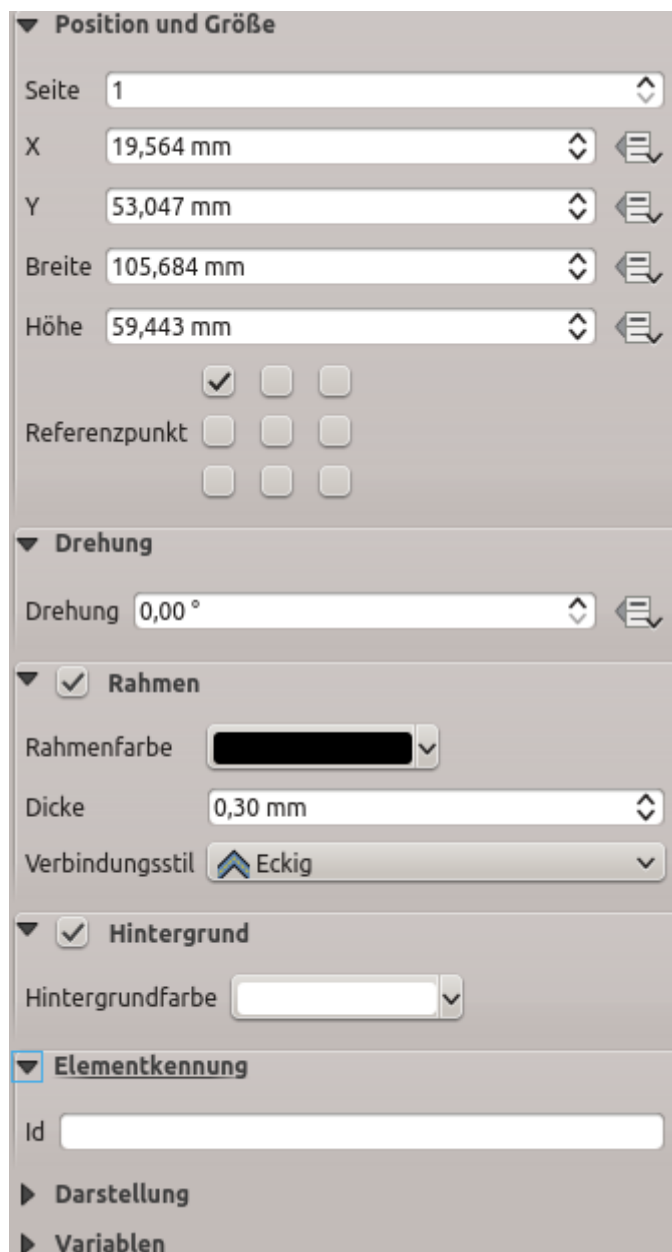 Position und Größe
Seite 1
X 19,564 mm
Y 53,047 mm
Breite 105,684 mm
Höhe 59,443 mm
Referenzpunkt
Drehung
Drehung 0,00 °
Rahmen
Rahmenfarbe
Dicke 0,30 mm
Verbindungsstil Eckig
Hintergrund
Hintergrundfarbe
Elementkennung
Id
Darstellung
Variablen